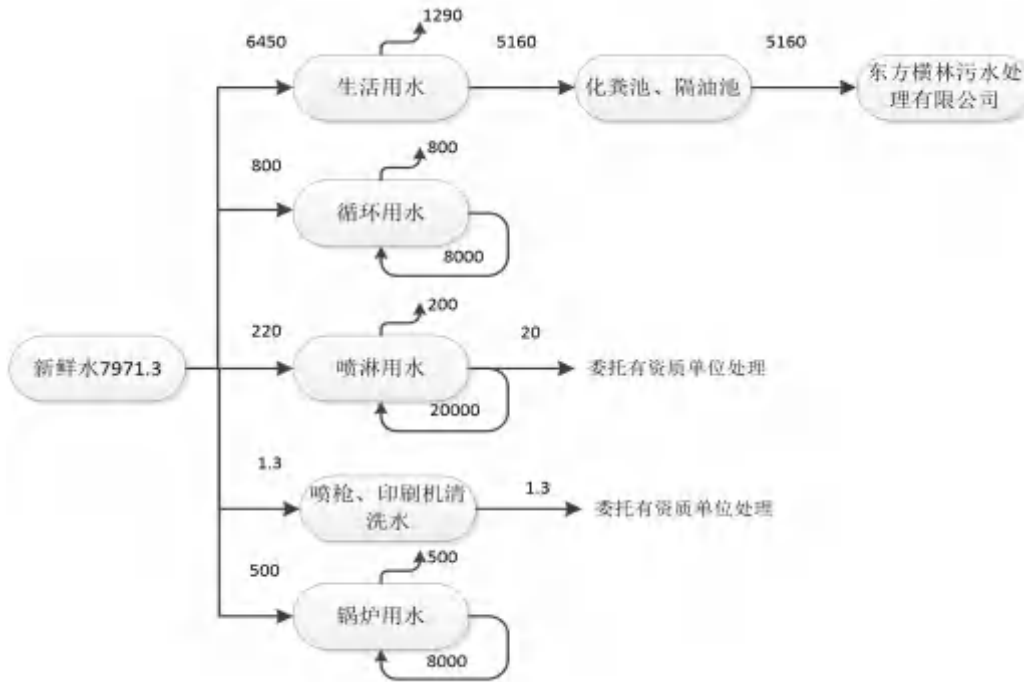 1290
6450
5160
5160
生活用水
化粪池、隔油池
东方横林污水处
理有限公司
800
800
循环用水
8000
200
220
20
新鲜水7971.3
喷淋用水
委托有资质单位处理
20000
1.3
1.3
喷枪、印刷机清
洗水
委托有资质单位处理
500
500
锅炉用水
8000